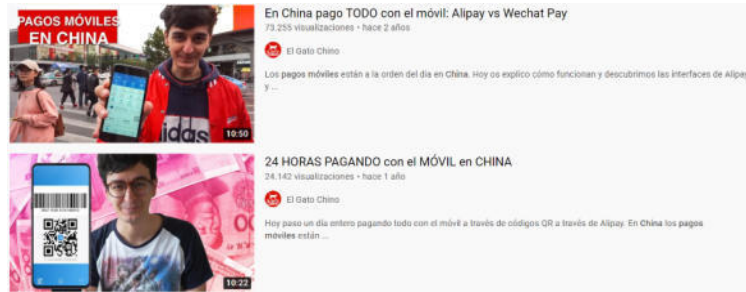 PAGOS MÓVILES
EN CHINA
adidas
10:50
En China pago TODO con el móvil: Alipay vs Wechat Pay
73.255 visualizaciones • hace 2 años
El Gato Chino
Los pagos móviles están a la orden del día en China. Hoy os explico cómo funcionan y descubrimos las interfaces de Alipay
y ...
10:22
24 HORAS PAGANDO con el MÓVIL en CHINA
24.142 visualizaciones • hace 1 año
El Gato Chino
Hoy paso un día entero pagando todo con el móvil a través de códigos QR a través de Alipay. En China los pagos
móviles están ...